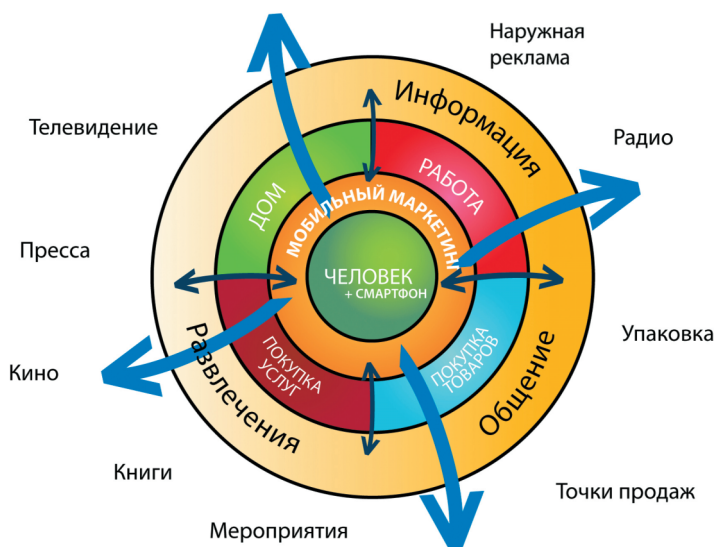 Наружная
реклама
Телевидение
Информация
Радио
ДОМ
РАБОТА
МОБИЛЬНЫЙ МАРКЕТИНГ
Пресса
ЧЕЛОВЕК
+ СМАРТФОН
Упаковка
Развлечения
ПОКУПКА
УСЛУГ
ПОКУПКА
ТОВАРОВ
Общение
Кино
Книги
Точки продаж
Мероприятия